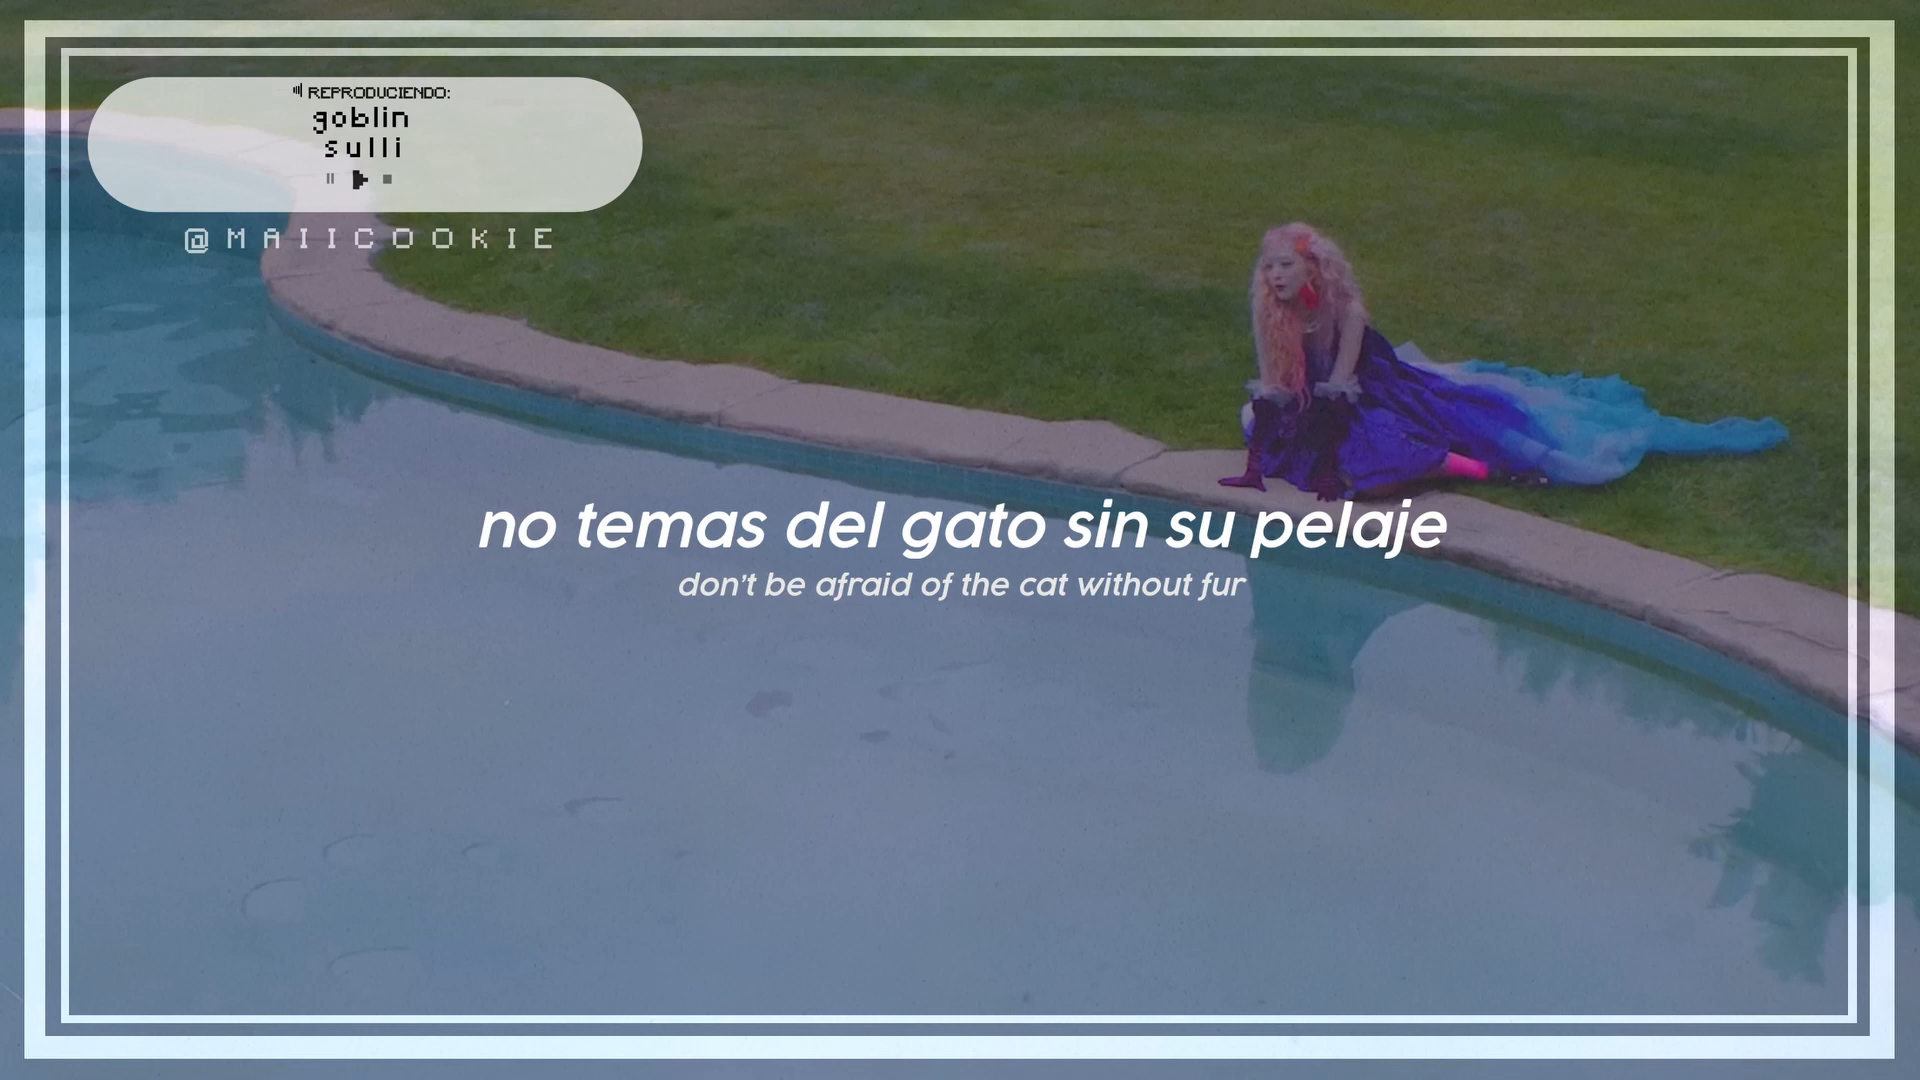 REPRODUCIENDO:
goblin
sulli
@MAIICOOKIE
no temas del gato sin su pelaje
don't be afraid of the cat without fur